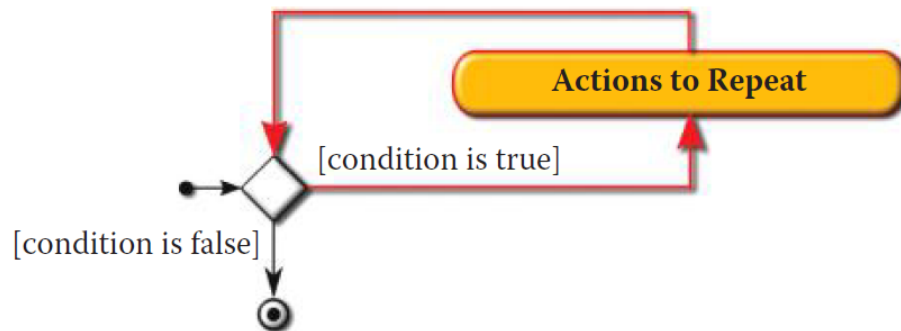 Actions to Repeat
[condition is true]
[condition is false]